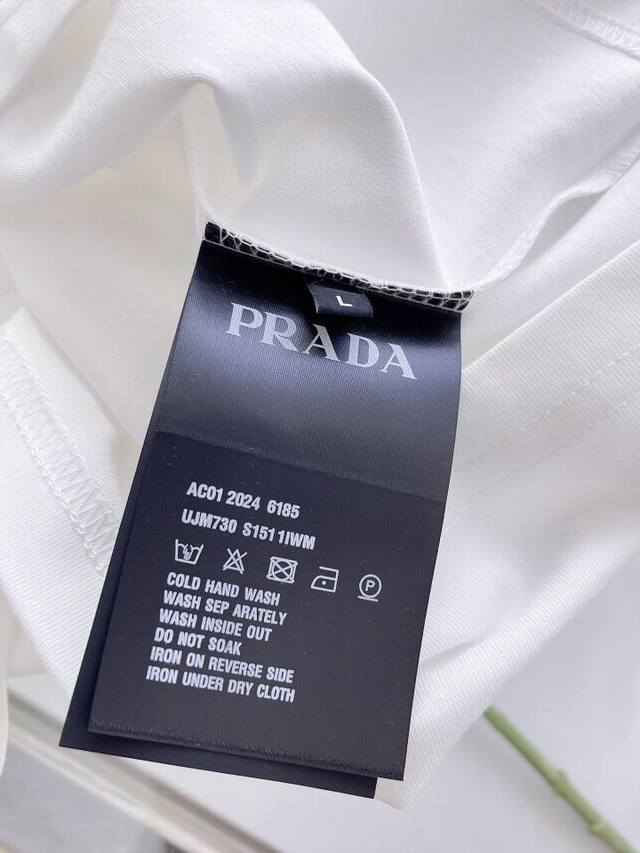 L
PRADA
AC01 2024 6185
UJM730 S151 1IWM
P
COLD HAND WASH
WASH SEP ARATELY
WASH INSIDE OUT
DO NOT SOAK
IRON ON REVERSE SIDE
IRON UNDER DRY CLOTH